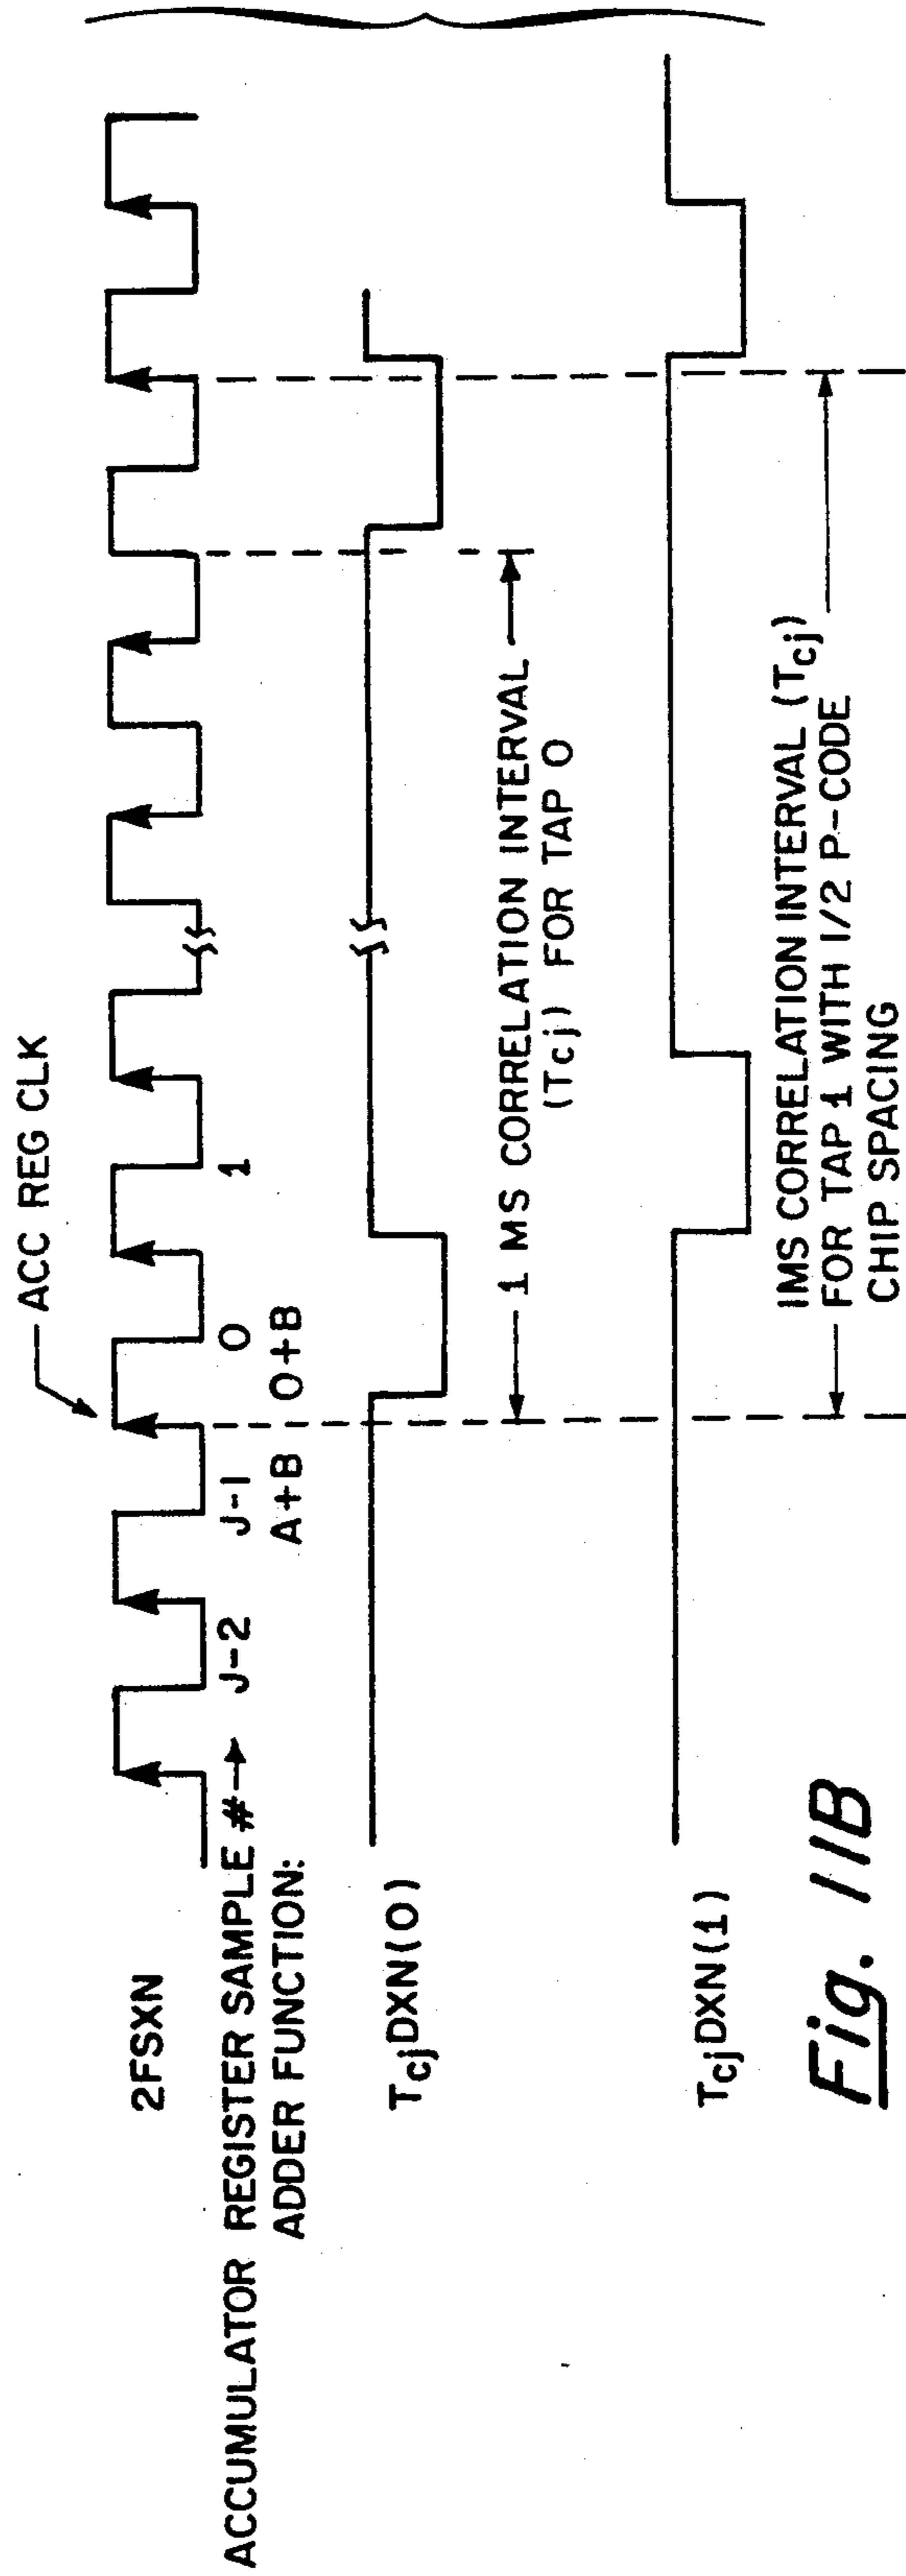 ACC REG CLK
2FSXN
ACCUMULATOR REGISTER SAMPLE #→ J-2 J-1 0 1
ADDER FUNCTION: A+B 0+B
TcjDXN(0)
1 MS CORRELATION INTERVAL
(Tcj) FOR TAP 0
TcjDXN(1)
IMS CORRELATION INTERVAL (Tcj)
FOR TAP 1 WITH 1/2 P-CODE
CHIP SPACING
Fig. 11B